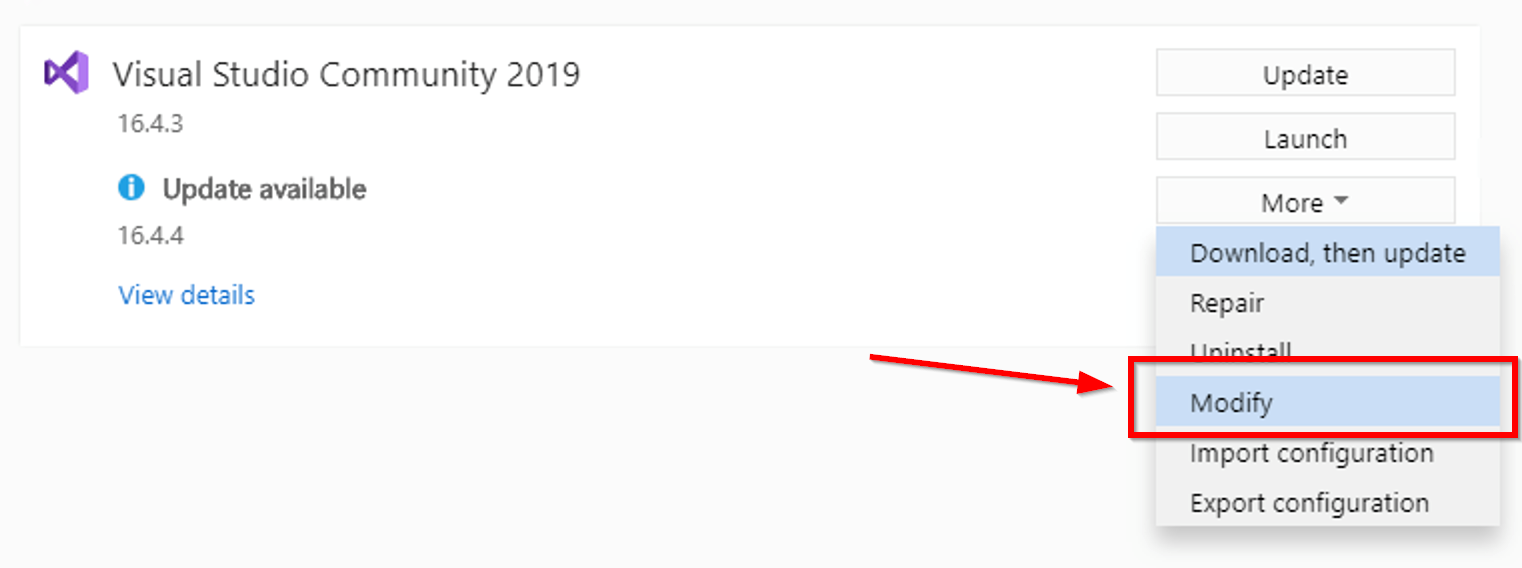 Visual Studio Community 2019
16.4.3
Update available
16.4.4
View details
Update
Launch
More
Download, then update
Repair
Uninstall
Modify
Import configuration
Export configuration